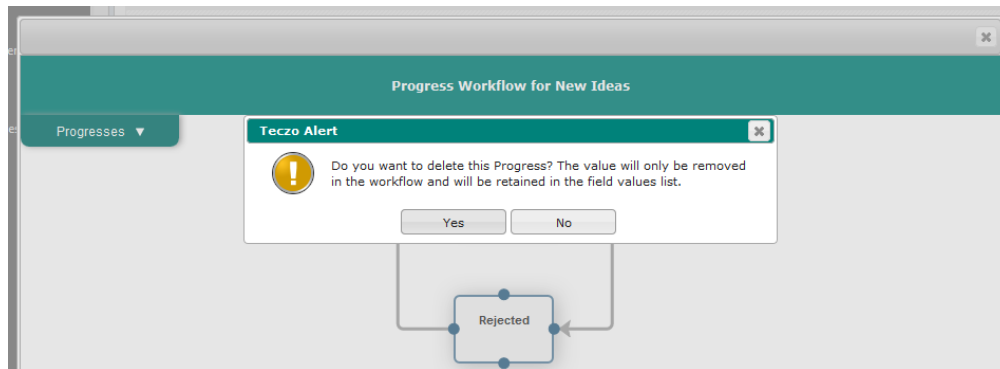 Progress Workflow for New Ideas
Progresses ▼
Teczo Alert
Do you want to delete this Progress? The value will only be removed
in the workflow and will be retained in the field values list.
Yes
No
Rejected